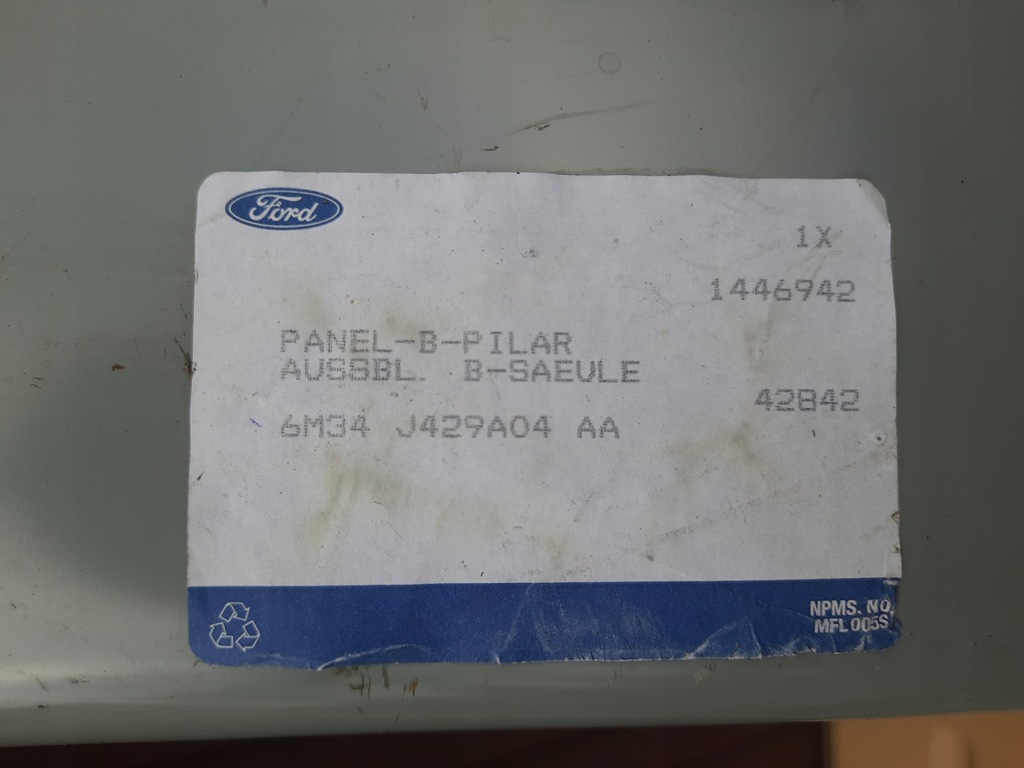 Ford
1X
1446942
PANEL-B-PILAR
AUSSBL. B-SAEULE
42842
6M34 J429A04 AA
NPMS. NO.
MFL 005S